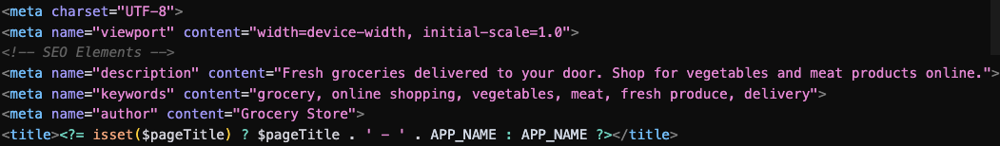 <meta charset="UTF-8">
<meta name="viewport" content="width=device-width, initial-scale=1.0">
<!-- SEO Elements -->
<meta name="description" content="Fresh groceries delivered to your door. Shop for vegetables and meat products online.">
<meta name="keywords" content="grocery, online shopping, vegetables, meat, fresh produce, delivery">
<meta name="author" content="Grocery Store">
<title><?= isset($pageTitle) ? $pageTitle . ' - ' . APP_NAME : APP_NAME ?></title>